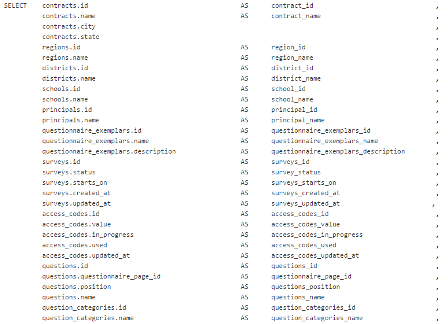 SELECT contracts.id AS contract_id ,
contracts.name AS contract_name ,
contracts.city ,
contracts.state ,
regions.id AS region_id ,
regions.name AS region_name ,
districts.id AS district_id ,
districts.name AS district_name ,
schools.id AS school_id ,
schools.name AS school_name ,
principals.id AS principal_id ,
principals.name AS principal_name ,
questionnaire_exemplars.id AS questionnaire_exemplars_id ,
questionnaire_exemplars.name AS questionnaire_exemplars_name ,
questionnaire_exemplars.description AS questionnaire_exemplars_description ,
surveys.id AS surveys_id ,
surveys.status AS survey_status ,
surveys.starts_on AS surveys_starts_on ,
surveys.created_at AS surveys_created_at ,
surveys.updated_at AS surveys_updated_at ,
access_codes.id AS access_codes_id ,
access_codes.value AS access_codes_value ,
access_codes.in_progress AS access_codes_in_progress ,
access_codes.used AS access_codes_used ,
access_codes.updated_at AS access_codes_updated_at ,
questions.id AS questions_id ,
questions.questionnaire_page_id AS questionnaire_page_id ,
questions.position AS questions_position ,
questions.name AS questions_name ,
question_categories.id AS question_categories_id ,
question_categories.name AS question_categories_name ,